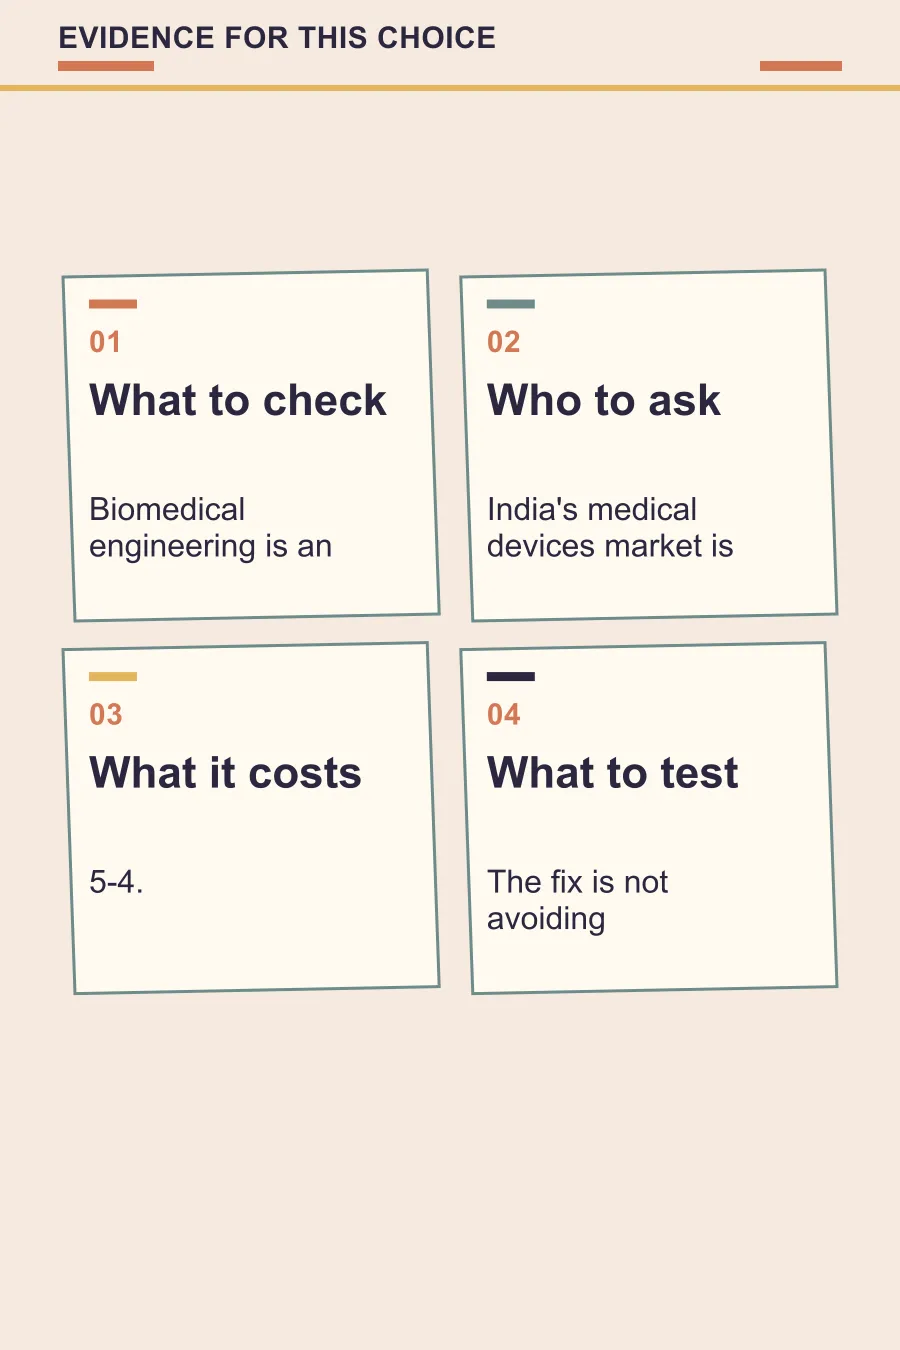 EVIDENCE FOR THIS CHOICE
01
What to check
Biomedical
engineering is an
02
Who to ask
India's medical
devices market is
03
What it costs
5-4.
04
What to test
The fix is not
avoiding